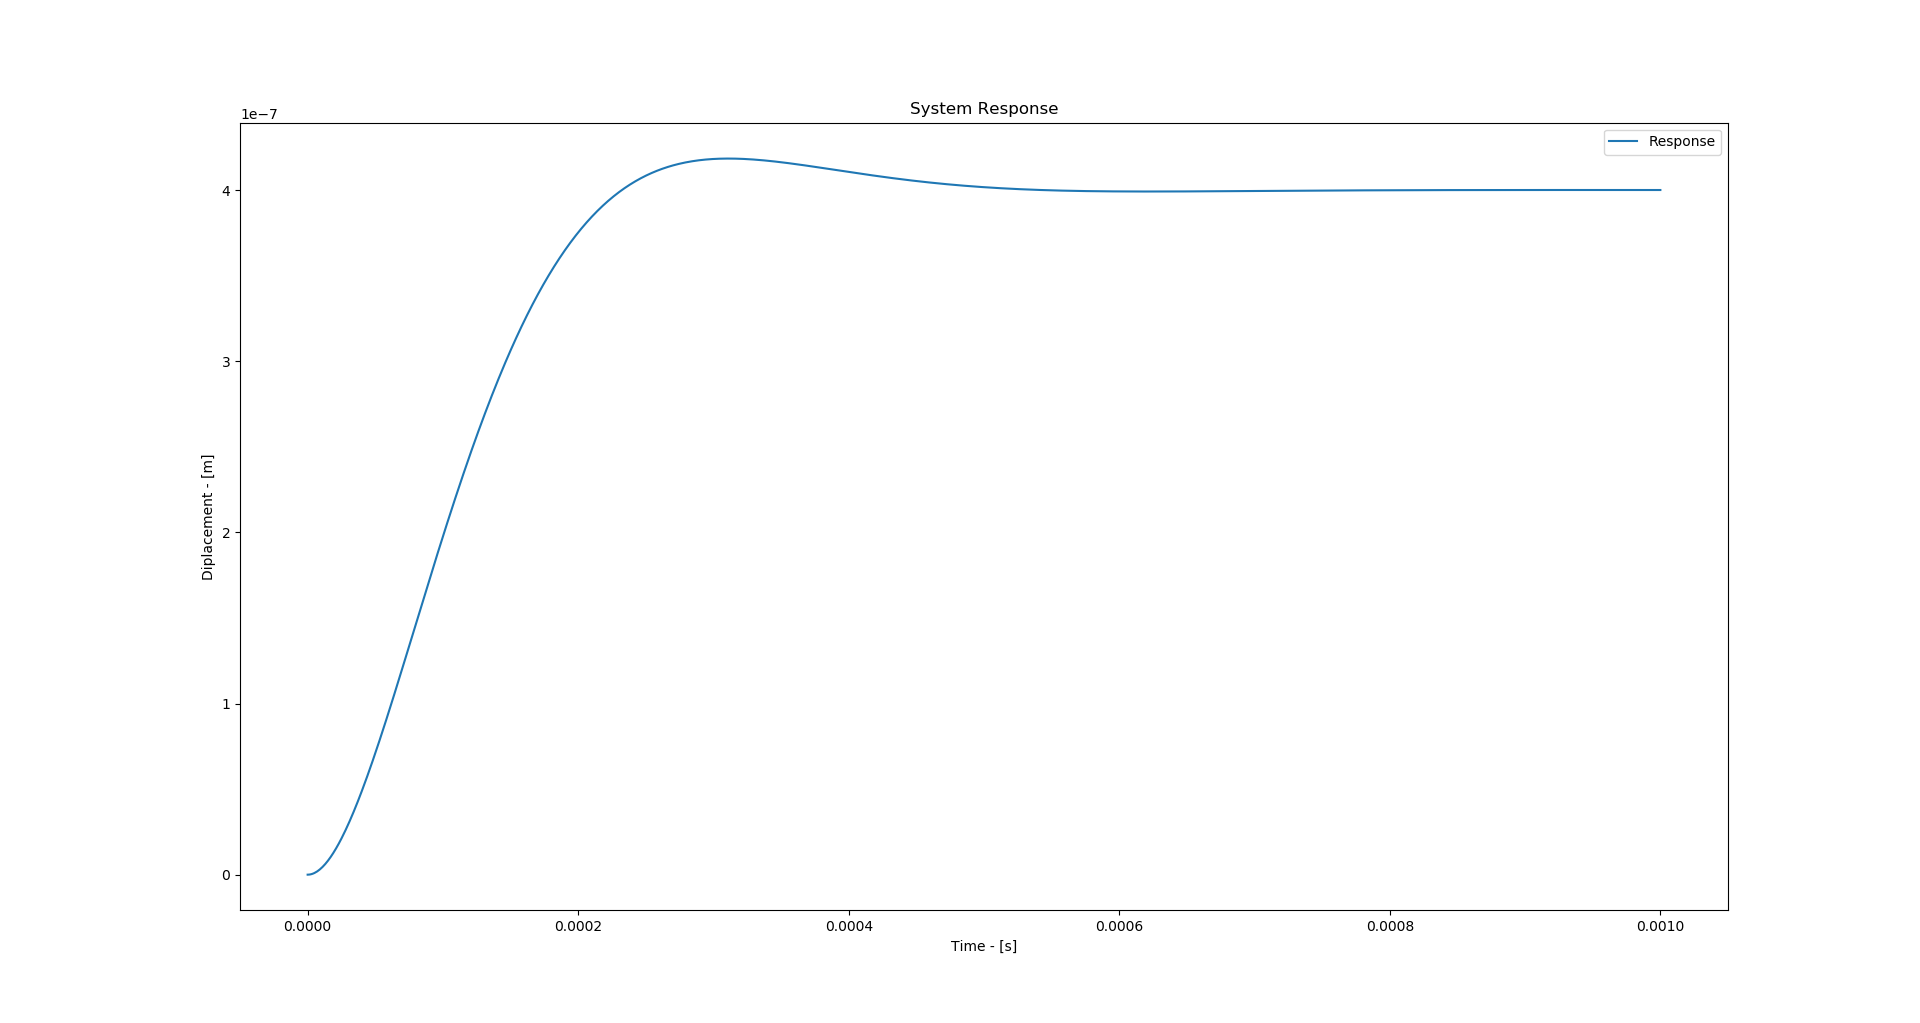 System Response
1e−7
Response
4
3
2
1
0
Diplacement - [m]
0.0000 0.0002 0.0004 0.0006 0.0008 0.0010
Time - [s]